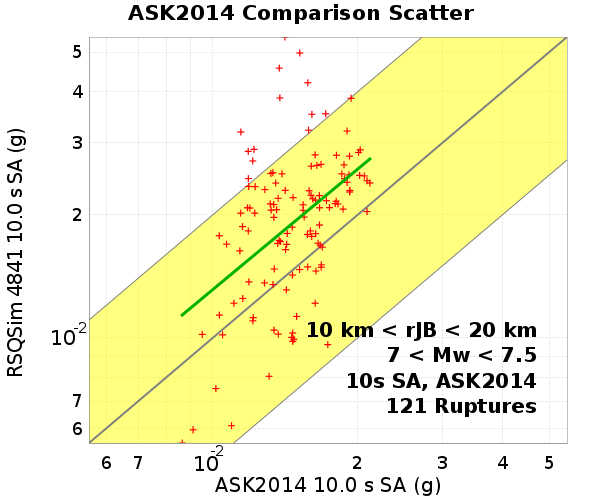 ASK2014 Comparison Scatter
RSQSim 4841 10.0 s SA (g)
5
4
3
2
10-2
7
6
10 km < rJB < 20 km
7 < Mw < 7.5
10s SA, ASK2014
121 Ruptures
6 7 10-2 2 3 4 5
ASK2014 10.0 s SA (g)